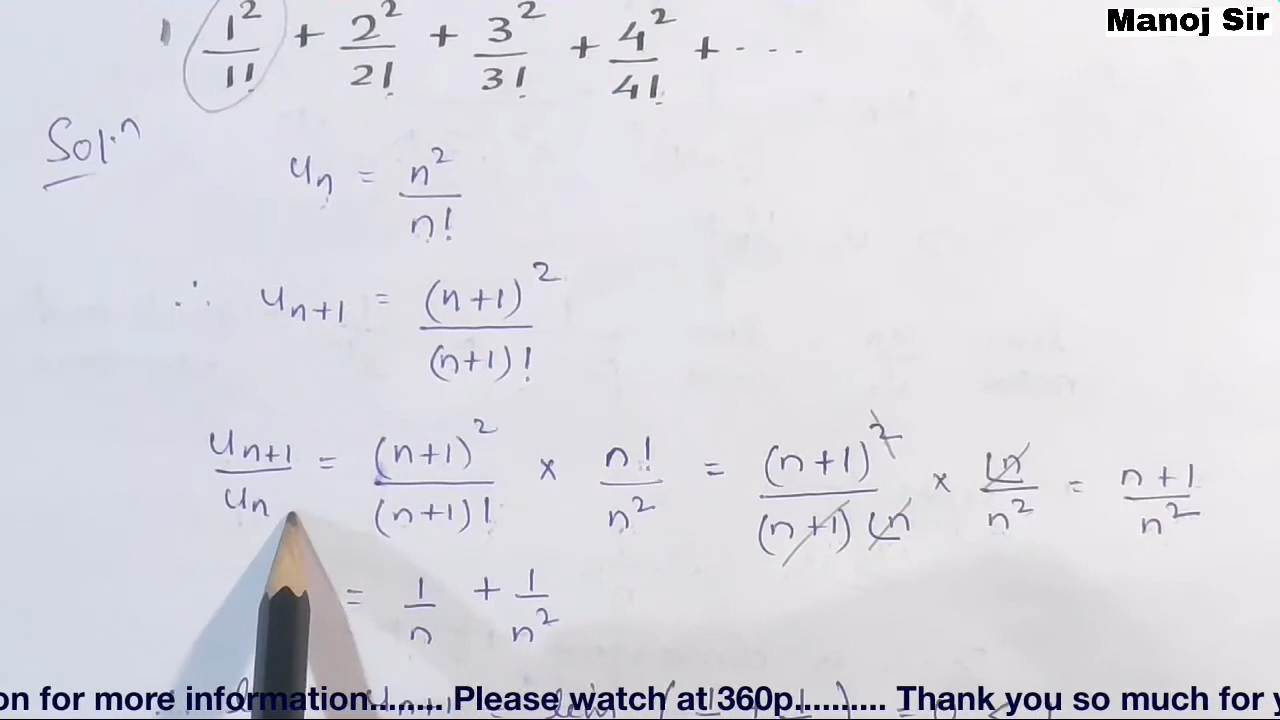 Manoj Sir
1 1²/1! + 2²/2! + 3²/3! + 4²/4! + ...
Sol.n
uₙ = n²/n!
∴ uₙ₊₁ = (n+1)²/(n+1)!
uₙ₊₁/uₙ = (n+1)²/(n+1)! × n!/n² = (n+1)²/(n+1)⌊n × ⌊n/n² = n+1/n²
= 1/n + 1/n²
on for more information........ Please watch at 360p.......... Thank you so much for